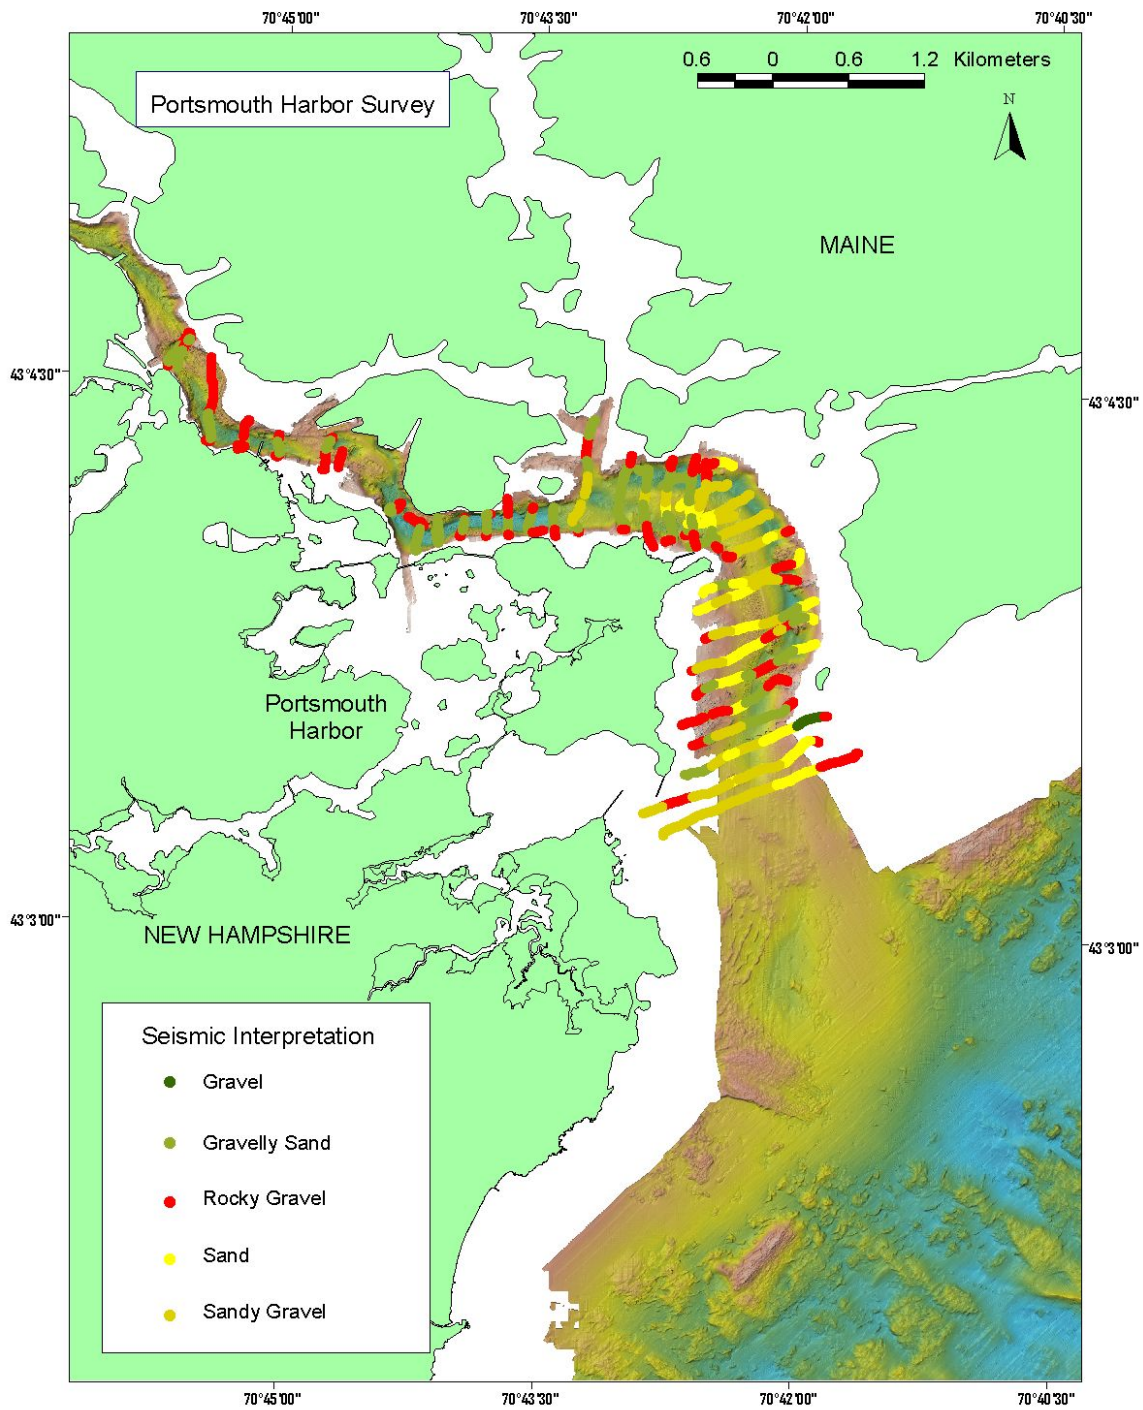 70°45'00"
70°43'30"
70°42'00"
70°40'30"
0.6 0 0.6 1.2 Kilometers
Portsmouth Harbor Survey
N
MAINE
43°4'30"
43°4'30"
Portsmouth
Harbor
43°3'00"
NEW HAMPSHIRE
43°3'00"
Seismic Interpretation
Gravel
Gravelly Sand
Rocky Gravel
Sand
Sandy Gravel
70°45'00"
70°43'30"
70°42'00"
70°40'30"